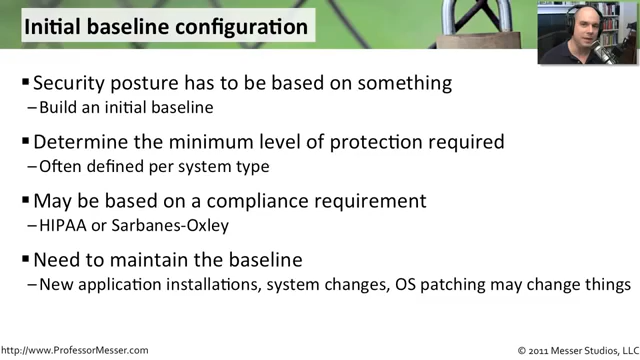 Initial baseline configuration
▪ Security posture has to be based on something
– Build an initial baseline
▪ Determine the minimum level of protection required
– Often defined per system type
▪ May be based on a compliance requirement
– HIPAA or Sarbanes-Oxley
▪ Need to maintain the baseline
– New application installations, system changes, OS patching may change things
http://www.ProfessorMesser.com
© 2011 Messer Studios, LLC